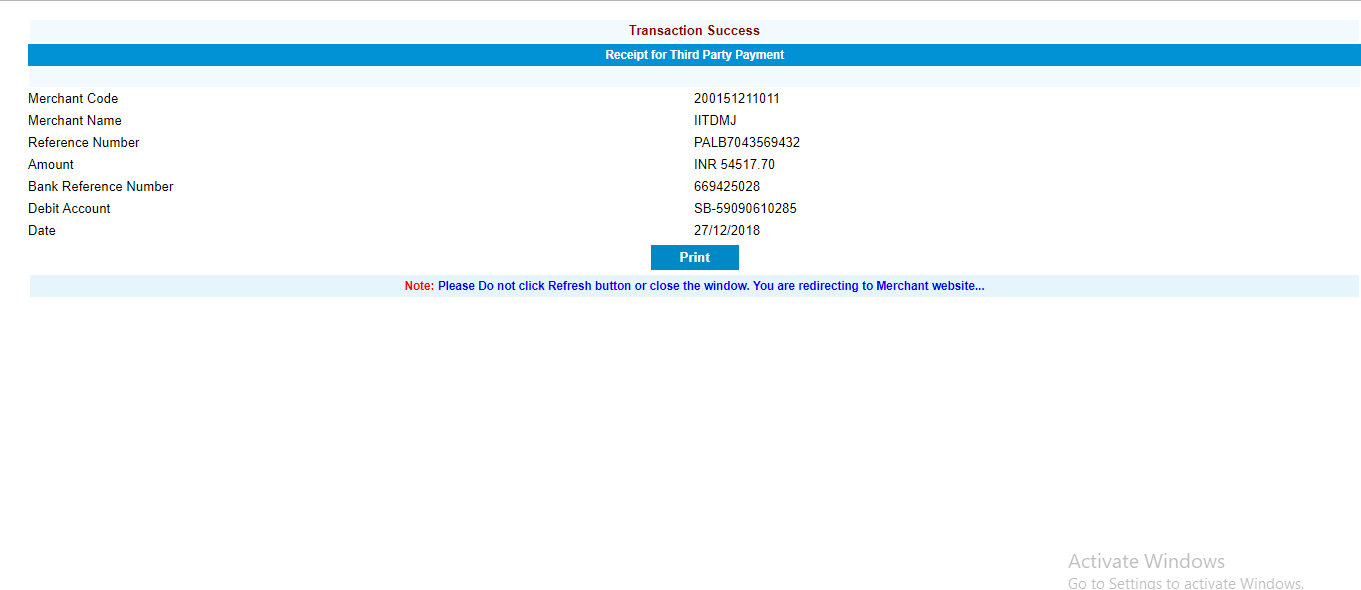 Transaction Success
Receipt for Third Party Payment
Merchant Code 200151211011
Merchant Name IITDMJ
Reference Number PALB7043569432
Amount INR 54517.70
Bank Reference Number 669425028
Debit Account SB-59090610285
Date 27/12/2018
Print
Note: Please Do not click Refresh button or close the window. You are redirecting to Merchant website...
Activate Windows
Go to Settings to activate Windows.